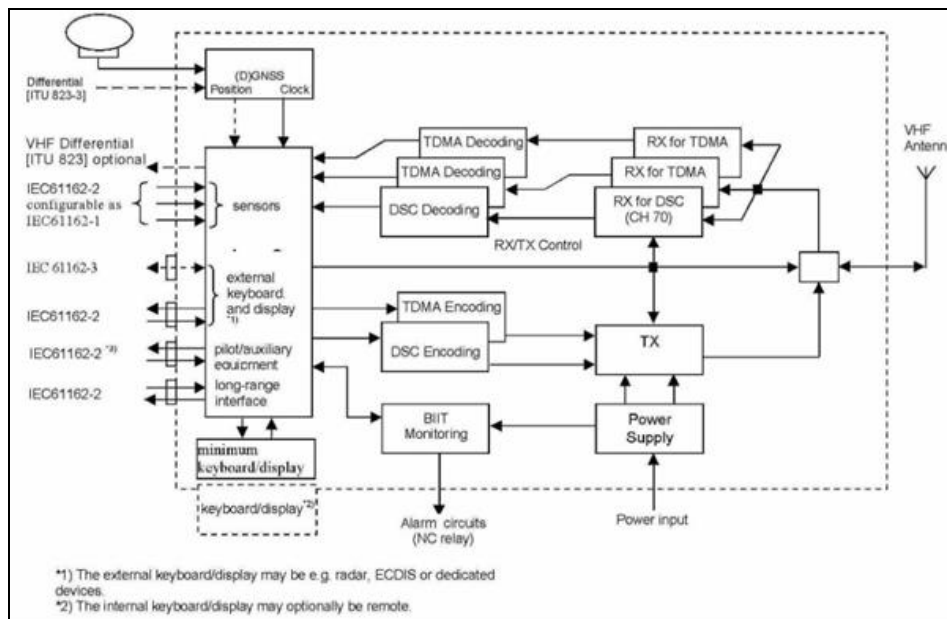 (D)GNSS
Position Clock
Differential
[ITU 823-3]
VHF Differential
[ITU 823] optional
IEC61162-2
configurable as
IEC61162-1
sensors
TDMA Decoding
TDMA Decoding
DSC Decoding
RX for TDMA
RX for TDMA
RX for DSC
(CH 70)
VHF
Antenn
RX/TX Control
IEC 61162-3
external
keyboard.
and display
*1)
IEC61162-2
TDMA Encoding
DSC Encoding
TX
IEC61162-2 *3)
pilot/auxiliary
equipment
IEC61162-2
long-range
interface
BIIT
Monitoring
Power
Supply
minimum
keyboard/display
keyboard/display*2)
Alarm circuits
(NC relay)
Power input
*1) The external keyboard/display may be e.g. radar, ECDIS or dedicated
devices.
*2) The internal keyboard/display may optionally be remote.